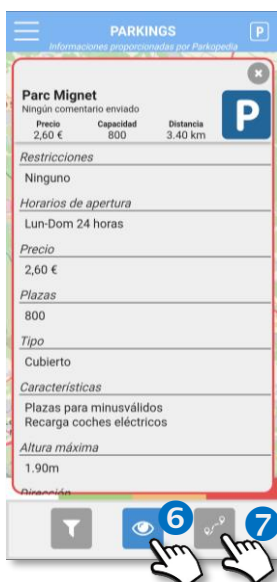 PARKINGS
P
Informaciones proporcionadas por Parkopedia
Parc Mignet
Ningún comentario enviado
Precio Capacidad Distancia
2,60 € 800 3.40 km
P
Restricciones
Ninguno
Horarios de apertura
Lun-Dom 24 horas
Precio
2,60 €
Plazas
800
Tipo
Cubierto
Características
Plazas para minusválidos
Recarga coches eléctricos
Altura máxima
1.90m
Dirección
6
7